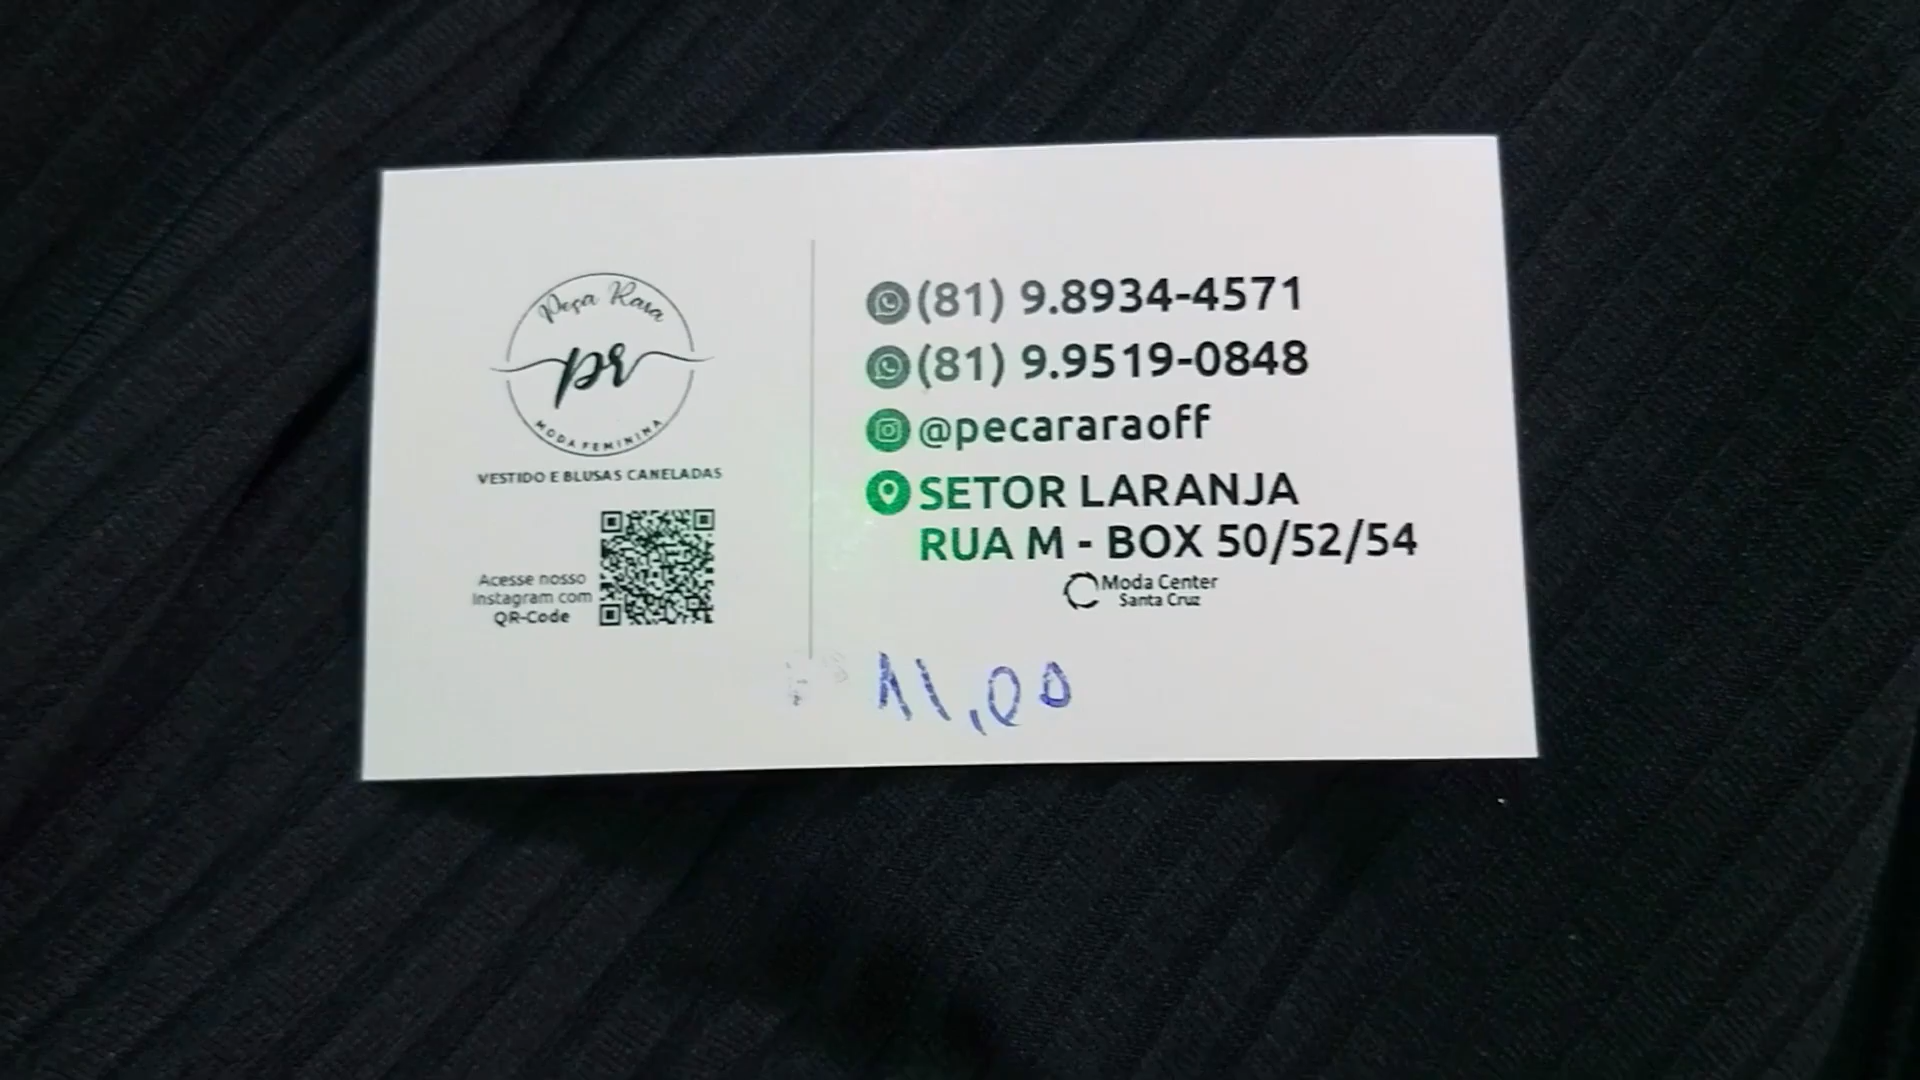 Peça Rara
pr
MODA FEMININA
VESTIDO E BLUSAS CANELADAS
Acesse nosso
Instagram com
QR-Code
(81) 9.8934-4571
(81) 9.9519-0848
@pecararaoff
SETOR LARANJA
RUA M - BOX 50/52/54
Moda Center
Santa Cruz
11,00